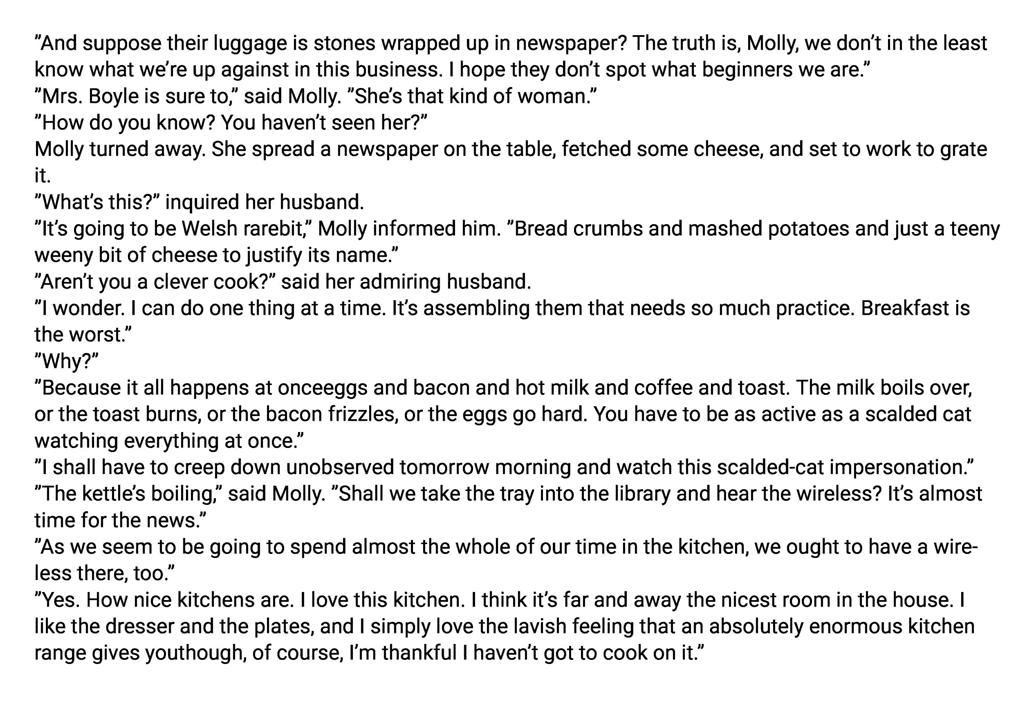 ”And suppose their luggage is stones wrapped up in newspaper? The truth is, Molly, we don’t in the least
know what we’re up against in this business. I hope they don’t spot what beginners we are.”
”Mrs. Boyle is sure to,” said Molly. ”She’s that kind of woman.”
”How do you know? You haven’t seen her?”
Molly turned away. She spread a newspaper on the table, fetched some cheese, and set to work to grate
it.
”What’s this?” inquired her husband.
”It’s going to be Welsh rarebit,” Molly informed him. ”Bread crumbs and mashed potatoes and just a teeny
weeny bit of cheese to justify its name.”
”Aren’t you a clever cook?” said her admiring husband.
”I wonder. I can do one thing at a time. It’s assembling them that needs so much practice. Breakfast is
the worst.”
”Why?”
”Because it all happens at onceeggs and bacon and hot milk and coffee and toast. The milk boils over,
or the toast burns, or the bacon frizzles, or the eggs go hard. You have to be as active as a scalded cat
watching everything at once.”
”I shall have to creep down unobserved tomorrow morning and watch this scalded-cat impersonation.”
”The kettle’s boiling,” said Molly. ”Shall we take the tray into the library and hear the wireless? It’s almost
time for the news.”
”As we seem to be going to spend almost the whole of our time in the kitchen, we ought to have a wire-
less there, too.”
”Yes. How nice kitchens are. I love this kitchen. I think it’s far and away the nicest room in the house. I
like the dresser and the plates, and I simply love the lavish feeling that an absolutely enormous kitchen
range gives youthough, of course, I’m thankful I haven’t got to cook on it.”